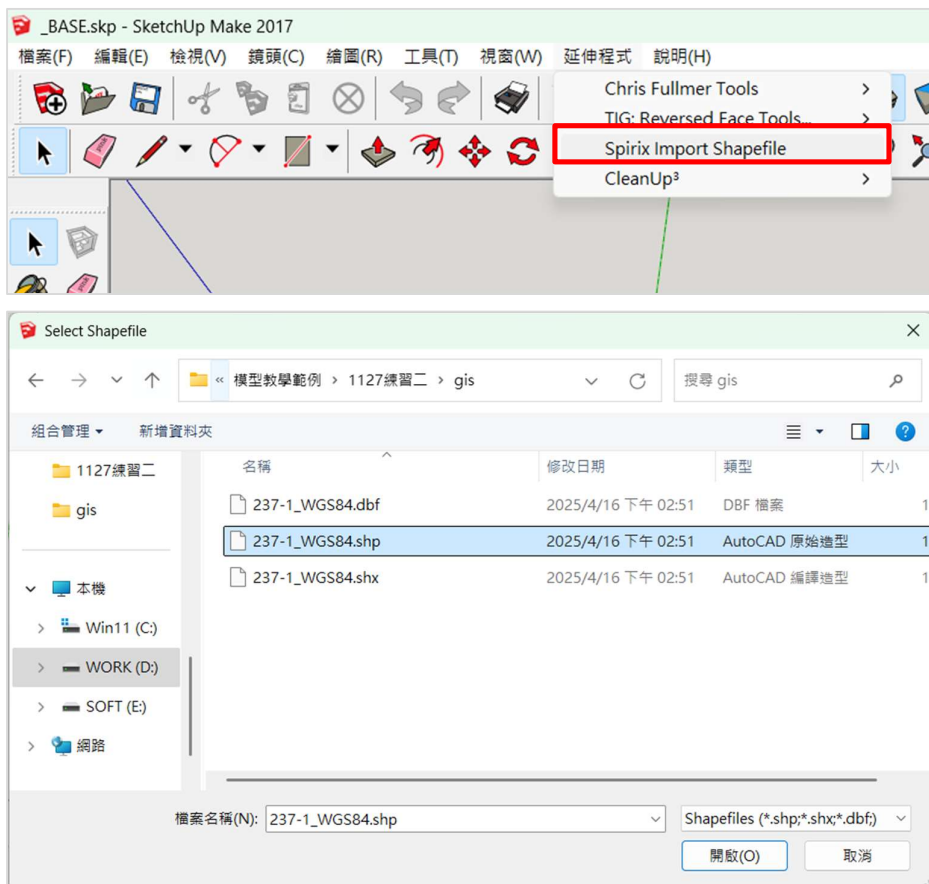 _BASE.skp - SketchUp Make 2017
檔案(F) 編輯(E) 檢視(V) 鏡頭(C) 繪圖(R) 工具(T) 視窗(W) 延伸程式 說明(H)
Chris Fullmer Tools
TIG: Reversed Face Tools...
Spirix Import Shapefile
CleanUp³
Select Shapefile
« 模型教學範例 › 1127練習二 › gis
搜尋 gis
組合管理 新增資料夾
名稱 修改日期 類型 大小
1127練習二
gis
本機
Win11 (C:)
WORK (D:)
SOFT (E:)
網路
237-1_WGS84.dbf 2025/4/16 下午 02:51 DBF 檔案 1
237-1_WGS84.shp 2025/4/16 下午 02:51 AutoCAD 原始造型 1
237-1_WGS84.shx 2025/4/16 下午 02:51 AutoCAD 編譯造型 1
檔案名稱(N): 237-1_WGS84.shp Shapefiles (*.shp;*.shx;*.dbf;)
開啟(O) 取消